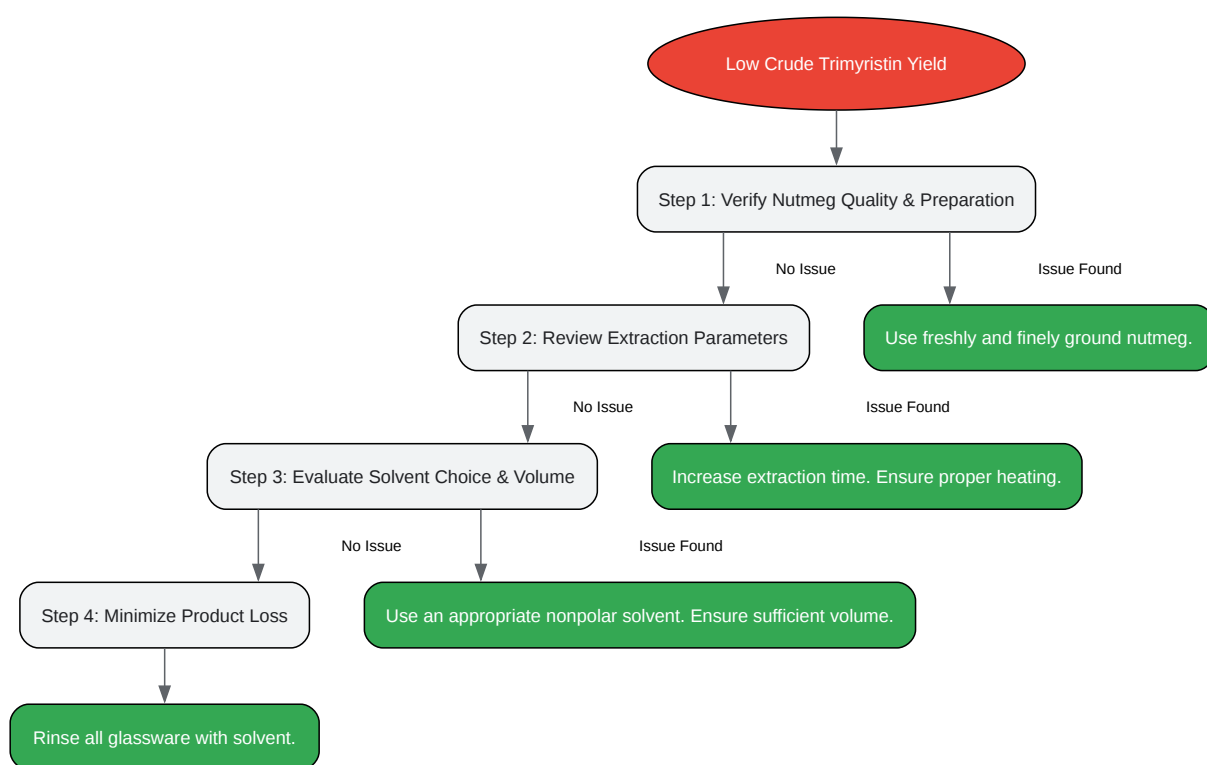 Low Crude Trimyristin Yield
Step 1: Verify Nutmeg Quality & Preparation
No Issue
Issue Found
Step 2: Review Extraction Parameters
Use freshly and finely ground nutmeg.
No Issue
Issue Found
Step 3: Evaluate Solvent Choice & Volume
Increase extraction time. Ensure proper heating.
No Issue
Issue Found
Step 4: Minimize Product Loss
Use an appropriate nonpolar solvent. Ensure sufficient volume.
Rinse all glassware with solvent.